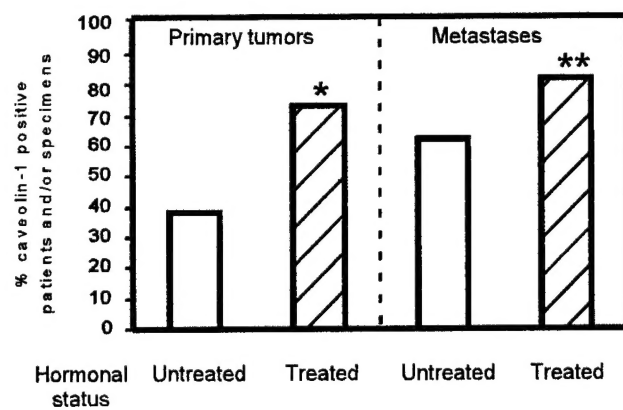 100
90
80
70
60
50
40
30
20
10
0
% caveolin-1 positive
patients and/or specimens
Primary tumors
Metastases
*
**
Hormonal
status
Untreated
Treated
Untreated
Treated